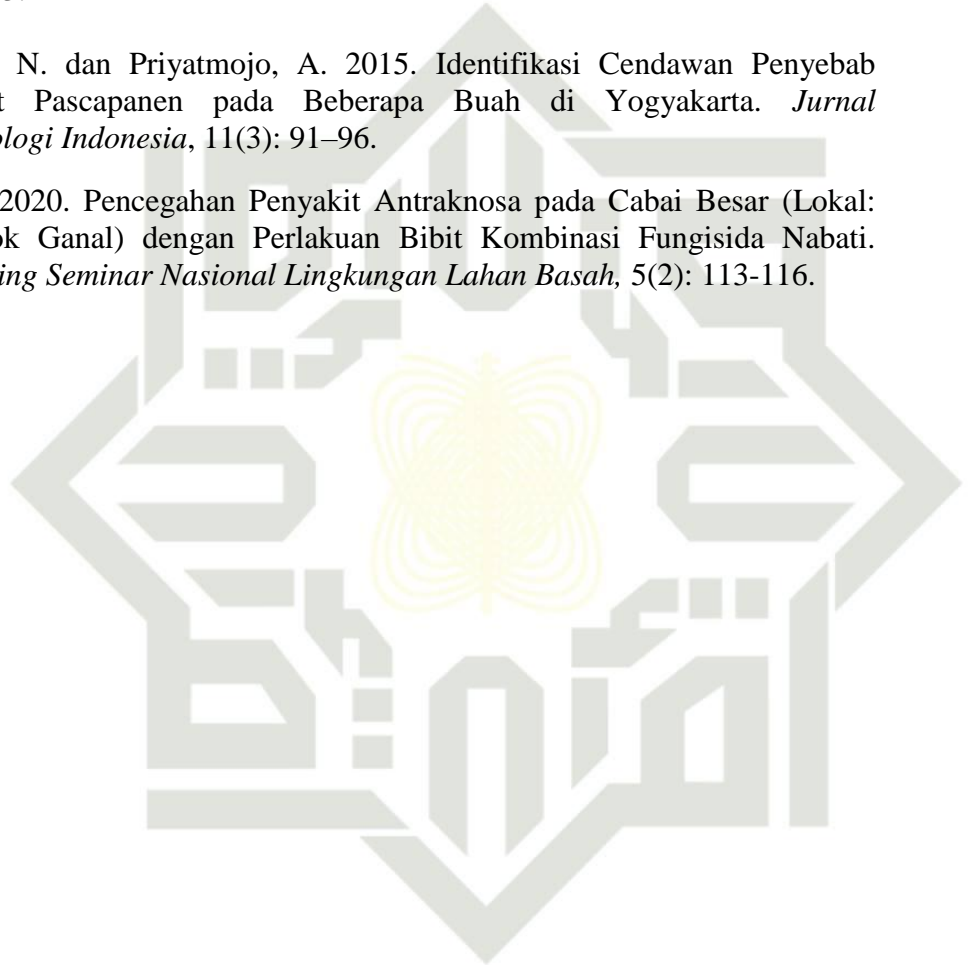 N. dan Priyatmojo, A. 2015. Identifikasi Cendawan Penyebab
Pascapanen pada Beberapa Buah di Yogyakarta. Jurnal
ologi Indonesia, 11(3): 91–96.
2020. Pencegahan Penyakit Antraknosa pada Cabai Besar (Lokal:
ok Ganal) dengan Perlakuan Bibit Kombinasi Fungisida Nabati.
ing Seminar Nasional Lingkungan Lahan Basah, 5(2): 113-116.